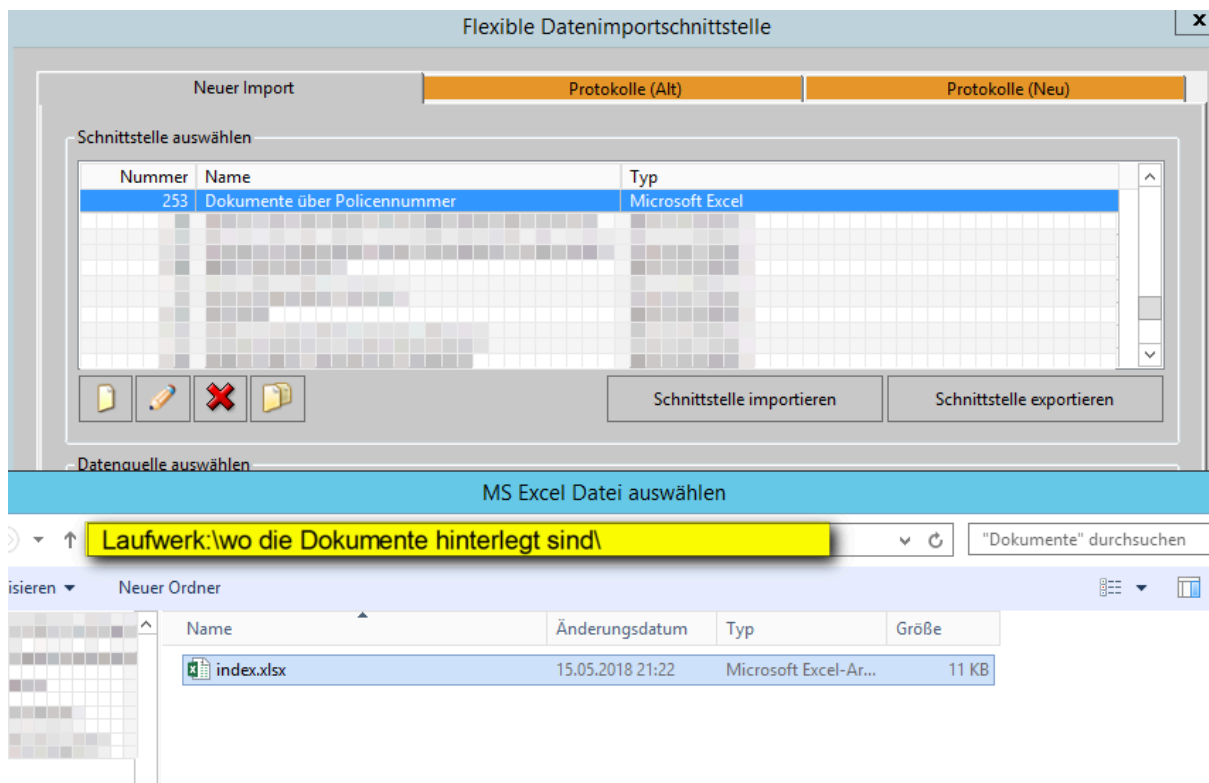 Flexible Datenimportschnittstelle
x
Neuer Import Protokolle (Alt) Protokolle (Neu)
Schnittstelle auswählen
Nummer Name Typ
253 Dokumente über Policennummer Microsoft Excel
Schnittstelle importieren Schnittstelle exportieren
Datenquelle auswählen
MS Excel Datei auswählen
Laufwerk:\wo die Dokumente hinterlegt sind\ "Dokumente" durchsuchen
isieren Neuer Ordner
Name Änderungsdatum Typ Größe
index.xlsx 15.05.2018 21:22 Microsoft Excel-Ar... 11 KB